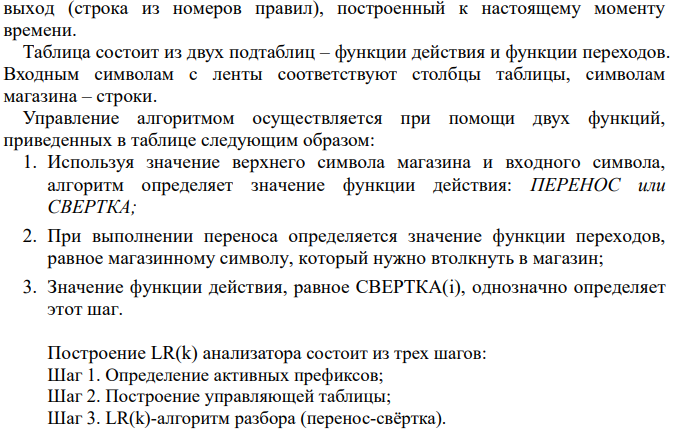 выход (строка из номеров правил), построенный к настоящему моменту
времени.
Таблица состоит из двух подтаблиц – функции действия и функции переходов.
Входным символам с ленты соответствуют столбцы таблицы, символам
магазина – строки.
Управление алгоритмом осуществляется при помощи двух функций,
приведенных в таблице следующим образом:
1. Используя значение верхнего символа магазина и входного символа,
алгоритм определяет значение функции действия: ПЕРЕНОС или
СВЕРТКА;
2. При выполнении переноса определяется значение функции переходов,
равное магазинному символу, который нужно втолкнуть в магазин;
3. Значение функции действия, равное СВЕРТКА(i), однозначно определяет
этот шаг.
Построение LR(k) анализатора состоит из трех шагов:
Шаг 1. Определение активных префиксов;
Шаг 2. Построение управляющей таблицы;
Шаг 3. LR(k)-алгоритм разбора (перенос-свёртка).